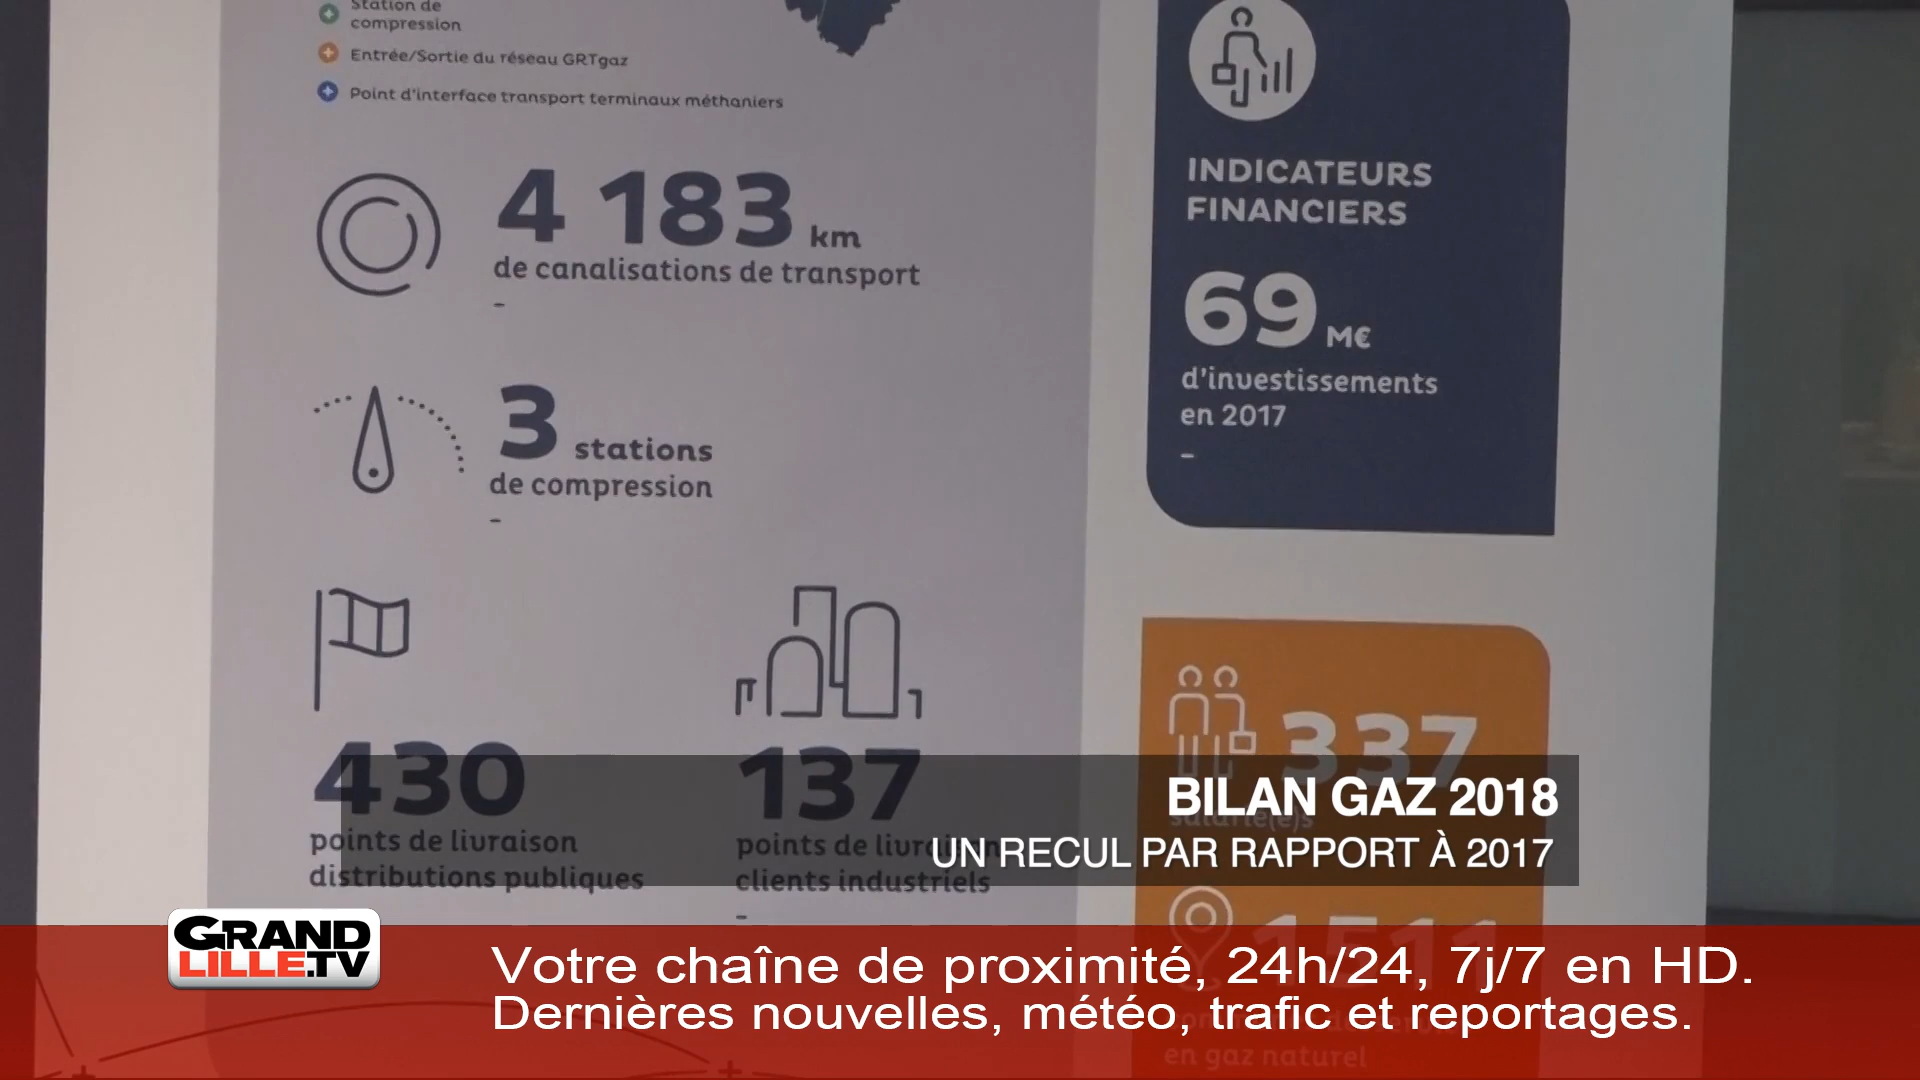 Station de
compression
Entrée/Sortie du réseau GRTgaz
Point d'interface transport terminaux méthaniers
4 183 km
de canalisations de transport
-
3 stations
de compression
-
430
points de livraison
distributions publiques
137
points de livraison
clients industriels
-
INDICATEURS
FINANCIERS
69 M€
d'investissements
en 2017
-
337
salarié(e)s
1511
en gaz naturel
BILAN GAZ 2018
UN RECUL PAR RAPPORT À 2017
GRAND
LILLE.TV
Votre chaîne de proximité, 24h/24, 7j/7 en HD.
Dernières nouvelles, météo, trafic et reportages.